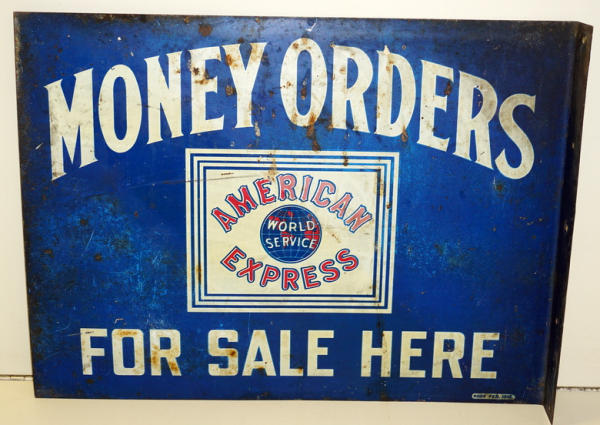 MONEY ORDERS
AMERICAN
WORLD
SERVICE
EXPRESS
FOR SALE HERE